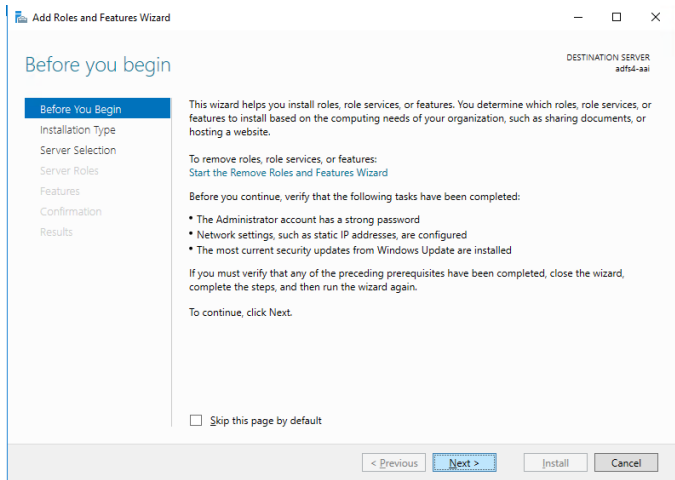 Add Roles and Features Wizard
Before you begin
DESTINATION SERVER
adfs4-aai
Before You Begin
Installation Type
Server Selection
Server Roles
Features
Confirmation
Results
This wizard helps you install roles, role services, or features. You determine which roles, role services, or
features to install based on the computing needs of your organization, such as sharing documents, or
hosting a website.
To remove roles, role services, or features:
Start the Remove Roles and Features Wizard
Before you continue, verify that the following tasks have been completed:
• The Administrator account has a strong password
• Network settings, such as static IP addresses, are configured
• The most current security updates from Windows Update are installed
If you must verify that any of the preceding prerequisites have been completed, close the wizard,
complete the steps, and then run the wizard again.
To continue, click Next.
Skip this page by default
< Previous
Next >
Install
Cancel